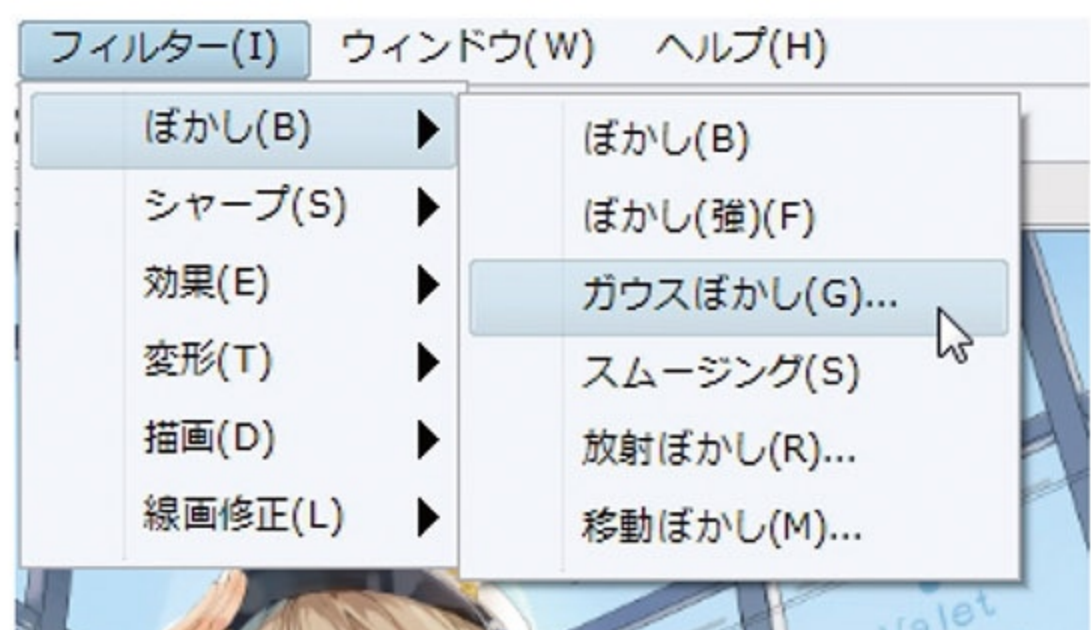 フィルター(I) ウィンドウ(W) ヘルプ(H)
ぼかし(B)
シャープ(S)
効果(E)
変形(T)
描画(D)
線画修正(L)
ぼかし(B)
ぼかし(強)(F)
ガウスぼかし(G)...
スムージング(S)
放射ぼかし(R)...
移動ぼかし(M)...
Valet